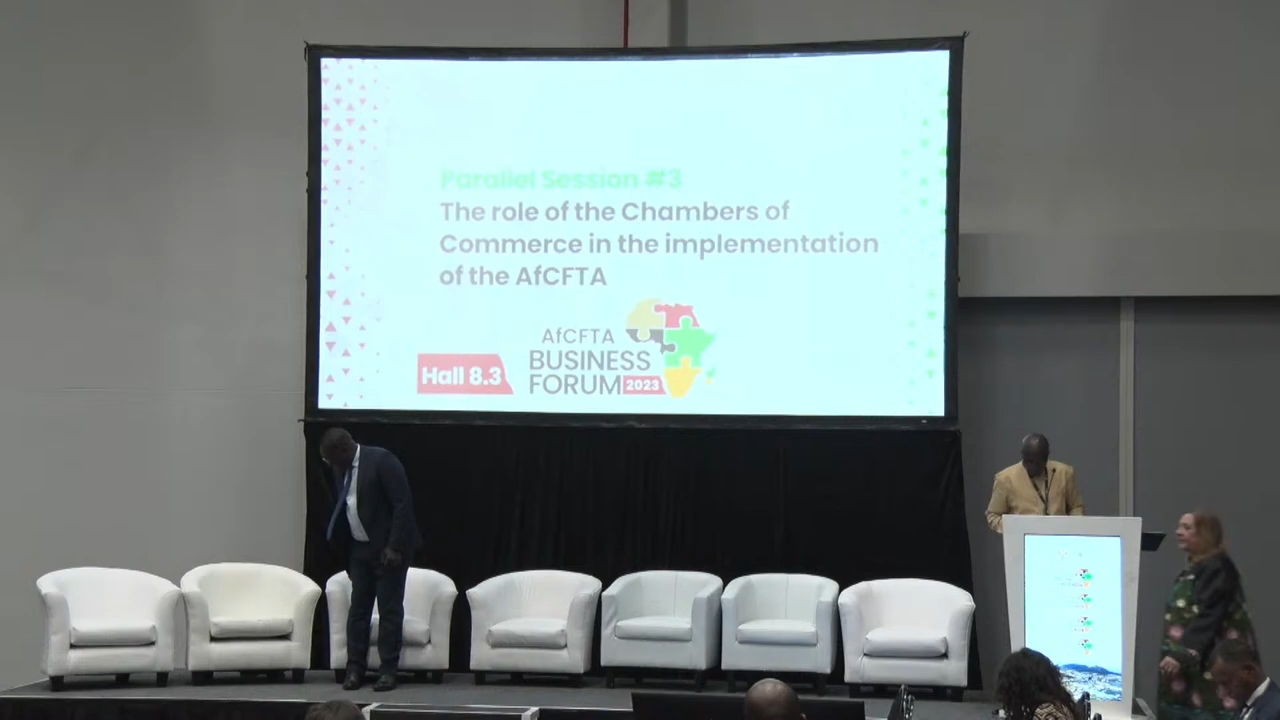 Parallel Session #3
The role of the Chambers of
Commerce in the implementation
of the AfCFTA
Hall 8.3
AfCFTA
BUSINESS
FORUM 2023